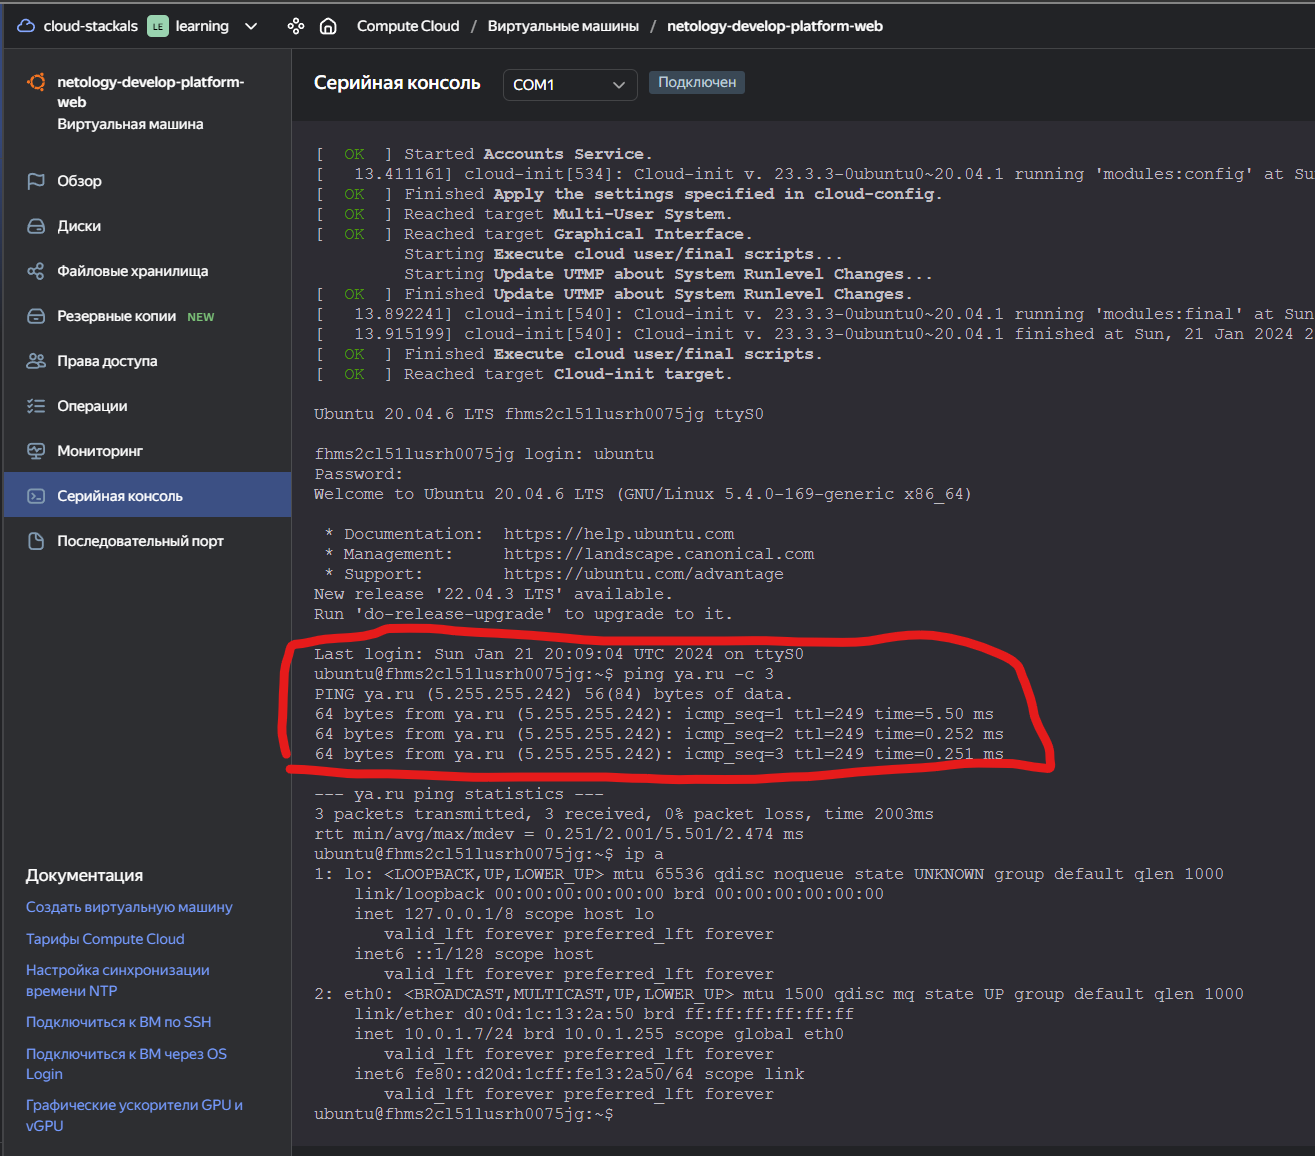 cloud-stackals LE learning Compute Cloud / Виртуальные машины / netology-develop-platform-web
netology-develop-platform-
web
Виртуальная машина
Обзор
Диски
Файловые хранилища
Резервные копии NEW
Права доступа
Операции
Мониторинг
Серийная консоль
Последовательный порт
Документация
Создать виртуальную машину
Тарифы Compute Cloud
Настройка синхронизации
времени NTP
Подключиться к ВМ по SSH
Подключиться к ВМ через OS
Login
Графические ускорители GPU и
vGPU
Серийная консоль COM1 Подключен
[  OK  ] Started Accounts Service.
[   13.411161] cloud-init[534]: Cloud-init v. 23.3.3-0ubuntu0~20.04.1 running 'modules:config' at Su
[  OK  ] Finished Apply the settings specified in cloud-config.
[  OK  ] Reached target Multi-User System.
[  OK  ] Reached target Graphical Interface.
         Starting Execute cloud user/final scripts...
         Starting Update UTMP about System Runlevel Changes...
[  OK  ] Finished Update UTMP about System Runlevel Changes.
[   13.892241] cloud-init[540]: Cloud-init v. 23.3.3-0ubuntu0~20.04.1 running 'modules:final' at Sun
[   13.915199] cloud-init[540]: Cloud-init v. 23.3.3-0ubuntu0~20.04.1 finished at Sun, 21 Jan 2024 2
[  OK  ] Finished Execute cloud user/final scripts.
[  OK  ] Reached target Cloud-init target.
Ubuntu 20.04.6 LTS fhms2cl51lusrh0075jg ttyS0
fhms2cl51lusrh0075jg login: ubuntu
Password:
Welcome to Ubuntu 20.04.6 LTS (GNU/Linux 5.4.0-169-generic x86_64)
 * Documentation:  https://help.ubuntu.com
 * Management:     https://landscape.canonical.com
 * Support:        https://ubuntu.com/advantage
New release '22.04.3 LTS' available.
Run 'do-release-upgrade' to upgrade to it.
Last login: Sun Jan 21 20:09:04 UTC 2024 on ttyS0
ubuntu@fhms2cl51lusrh0075jg:~$ ping ya.ru -c 3
PING ya.ru (5.255.255.242) 56(84) bytes of data.
64 bytes from ya.ru (5.255.255.242): icmp_seq=1 ttl=249 time=5.50 ms
64 bytes from ya.ru (5.255.255.242): icmp_seq=2 ttl=249 time=0.252 ms
64 bytes from ya.ru (5.255.255.242): icmp_seq=3 ttl=249 time=0.251 ms
--- ya.ru ping statistics ---
3 packets transmitted, 3 received, 0% packet loss, time 2003ms
rtt min/avg/max/mdev = 0.251/2.001/5.501/2.474 ms
ubuntu@fhms2cl51lusrh0075jg:~$ ip a
1: lo: <LOOPBACK,UP,LOWER_UP> mtu 65536 qdisc noqueue state UNKNOWN group default qlen 1000
    link/loopback 00:00:00:00:00:00 brd 00:00:00:00:00:00
    inet 127.0.0.1/8 scope host lo
       valid_lft forever preferred_lft forever
    inet6 ::1/128 scope host
       valid_lft forever preferred_lft forever
2: eth0: <BROADCAST,MULTICAST,UP,LOWER_UP> mtu 1500 qdisc mq state UP group default qlen 1000
    link/ether d0:0d:1c:13:2a:50 brd ff:ff:ff:ff:ff:ff
    inet 10.0.1.7/24 brd 10.0.1.255 scope global eth0
       valid_lft forever preferred_lft forever
    inet6 fe80::d20d:1cff:fe13:2a50/64 scope link
       valid_lft forever preferred_lft forever
ubuntu@fhms2cl51lusrh0075jg:~$